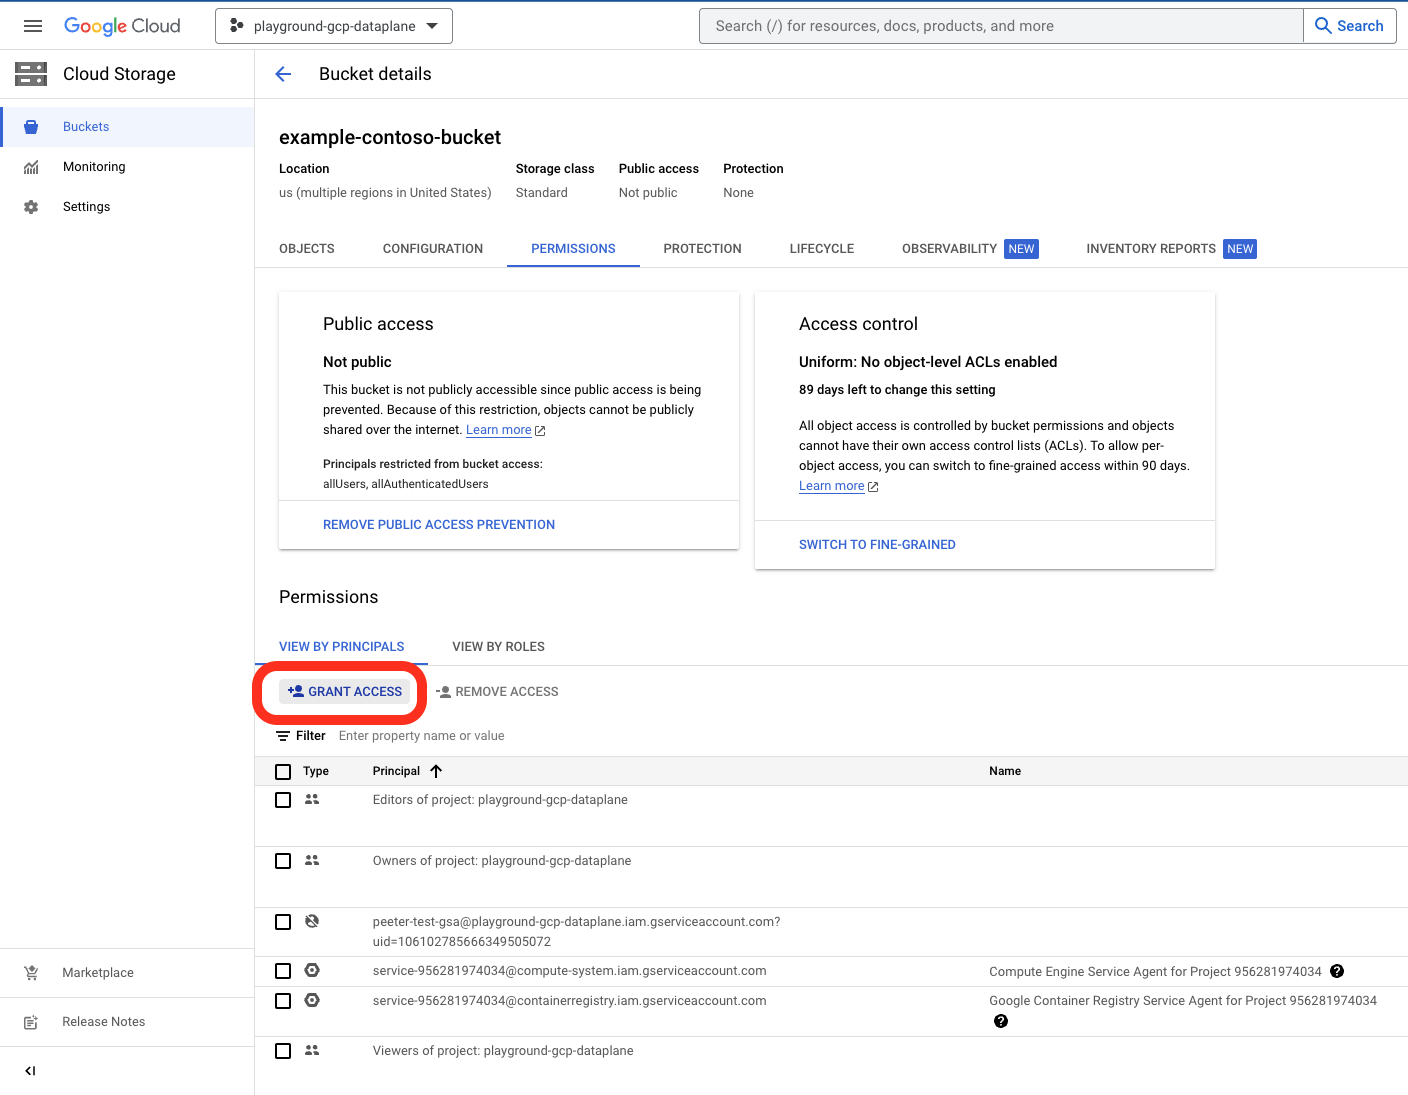 Google Cloud
playground-gcp-dataplane
Search (/) for resources, docs, products, and more
Search
Cloud Storage
Bucket details
Buckets
Monitoring
Settings
example-contoso-bucket
Location Storage class Public access Protection
us (multiple regions in United States) Standard Not public None
OBJECTS CONFIGURATION PERMISSIONS PROTECTION LIFECYCLE OBSERVABILITY NEW INVENTORY REPORTS NEW
Public access
Not public
This bucket is not publicly accessible since public access is being
prevented. Because of this restriction, objects cannot be publicly
shared over the internet. Learn more
Principals restricted from bucket access:
allUsers, allAuthenticatedUsers
REMOVE PUBLIC ACCESS PREVENTION
Access control
Uniform: No object-level ACLs enabled
89 days left to change this setting
All object access is controlled by bucket permissions and objects
cannot have their own access control lists (ACLs). To allow per-
object access, you can switch to fine-grained access within 90 days.
Learn more
SWITCH TO FINE-GRAINED
Permissions
VIEW BY PRINCIPALS VIEW BY ROLES
GRANT ACCESS REMOVE ACCESS
Filter Enter property name or value
Type Principal Name
Editors of project: playground-gcp-dataplane
Owners of project: playground-gcp-dataplane
peeter-test-gsa@playground-gcp-dataplane.iam.gserviceaccount.com?
uid=106102785666349505072
service-956281974034@compute-system.iam.gserviceaccount.com Compute Engine Service Agent for Project 956281974034
service-956281974034@containerregistry.iam.gserviceaccount.com Google Container Registry Service Agent for Project 956281974034
Viewers of project: playground-gcp-dataplane
Marketplace
Release Notes